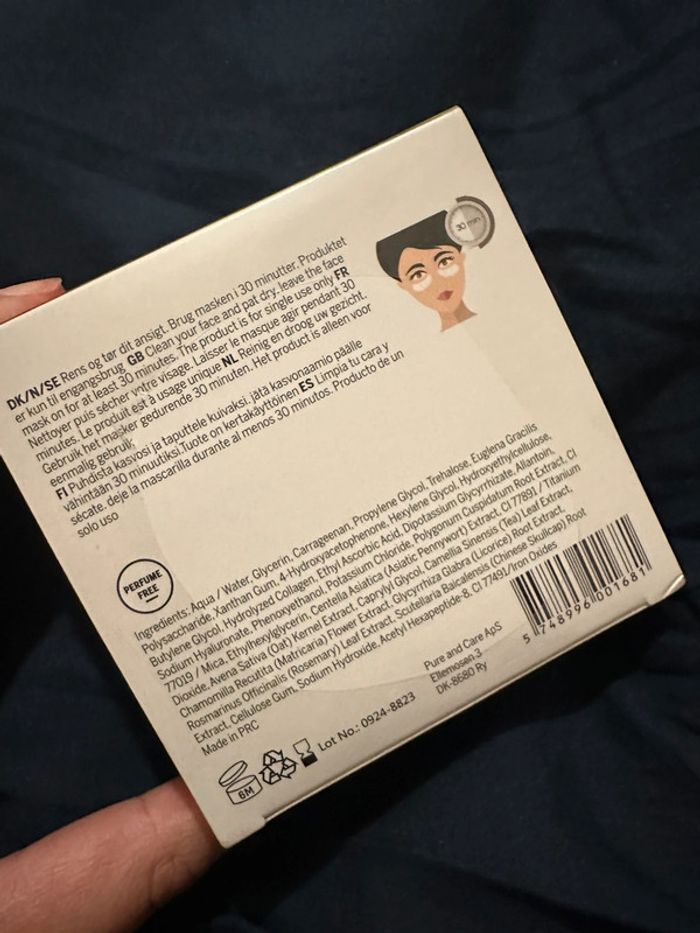 DK/N/SE Rens og tør dit ansigt. Brug masken i 30 minutter. Produktet
er kun til engangsbrug GB Clean your face and pat dry, leave the face
mask on for at least 30 minutes. The product is for single use only FR
Nettoyer puis sécher votre visage. Laisser le masque agir pendant 30
minutes. Le produit est à usage unique NL Reinig en droog uw gezicht.
Gebruik het masker gedurende 30 minuten. Het product is alleen voor
eenmalig gebruik
FI Puhdista kasvosi ja taputtele kuivaksi. jätä kasvonaamio päälle
vähintään 30 minuutiksi.Tuote on kertakäyttöinen ES Limpia tu cara y
sécate. deje la mascarilla durante al menos 30 minutos. Producto de un
solo uso
30 min
PERFUME
FREE
Ingredients: Aqua / Water, Glycerin, Carrageenan, Propylene Glycol, Trehalose, Euglena Gracilis
Polysaccharide, Xanthan Gum, 4-Hydroxyacetophenone, Hexylene Glycol, Hydroxyethylcellulose,
Butylene Glycol, Hydrolyzed Collagen, Ethyl Ascorbic Acid, Dipotassium Glycyrrhizate, Allantoin,
Sodium Hyaluronate, Phenoxyethanol, Potassium Chloride, Polygonum Cuspidatum Root Extract, CI
77019 / Mica, Ethylhexylglycerin, Centella Asiatica (Asiatic Pennywort) Extract, CI 77891 / Titanium
Dioxide, Avena Sativa (Oat) Kernel Extract, Caprylyl Glycol, Camellia Sinensis (Tea) Leaf Extract,
Chamomilla Recutita (Matricaria) Flower Extract, Glycyrrhiza Glabra (Licorice) Root Extract,
Rosmarinus Officinalis (Rosemary) Leaf Extract, Scutellaria Baicalensis (Chinese Skullcap) Root
Extract, Cellulose Gum, Sodium Hydroxide, Acetyl Hexapeptide-8, CI 77491/Iron Oxides
Made in PRC
5 748996 001681
Pure and Care ApS
Ellemosen 3
DK-8680 Ry
6M
Lot No.: 0924-8823